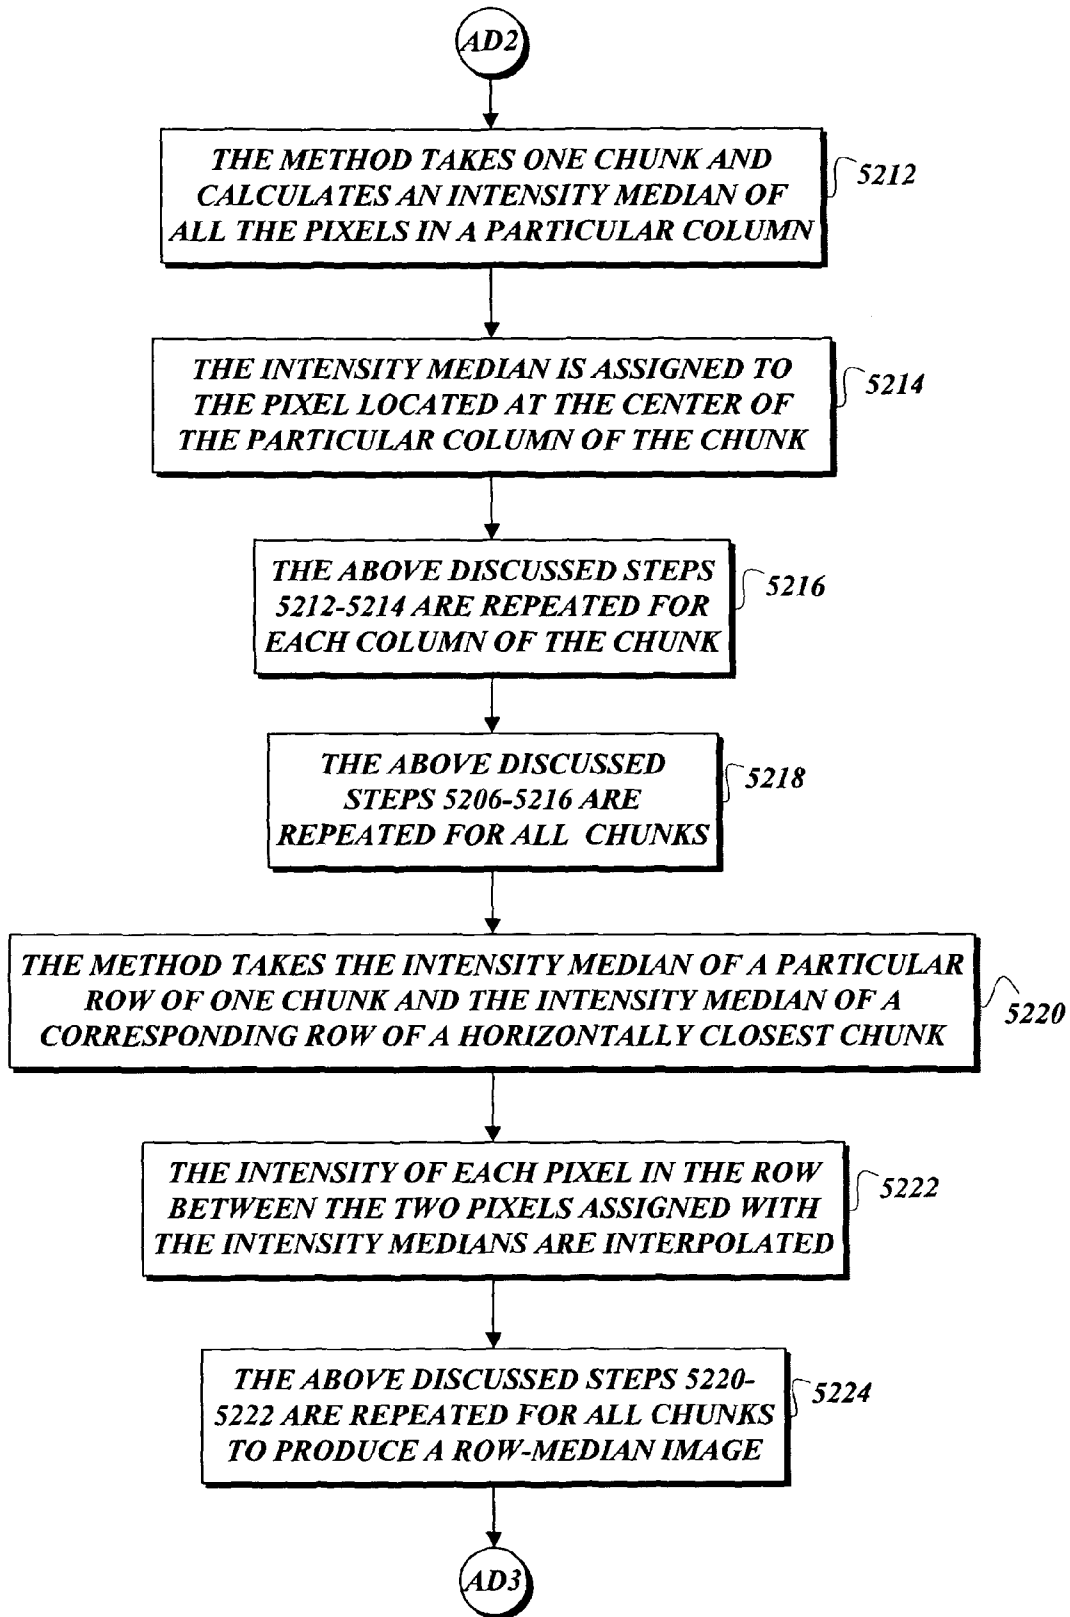 AD2
THE METHOD TAKES ONE CHUNK AND
CALCULATES AN INTENSITY MEDIAN OF
ALL THE PIXELS IN A PARTICULAR COLUMN
5212
THE INTENSITY MEDIAN IS ASSIGNED TO
THE PIXEL LOCATED AT THE CENTER OF
THE PARTICULAR COLUMN OF THE CHUNK
5214
THE ABOVE DISCUSSED STEPS
5212-5214 ARE REPEATED FOR
EACH COLUMN OF THE CHUNK
5216
THE ABOVE DISCUSSED
STEPS 5206-5216 ARE
REPEATED FOR ALL CHUNKS
5218
THE METHOD TAKES THE INTENSITY MEDIAN OF A PARTICULAR
ROW OF ONE CHUNK AND THE INTENSITY MEDIAN OF A
CORRESPONDING ROW OF A HORIZONTALLY CLOSEST CHUNK
5220
THE INTENSITY OF EACH PIXEL IN THE ROW
BETWEEN THE TWO PIXELS ASSIGNED WITH
THE INTENSITY MEDIANS ARE INTERPOLATED
5222
THE ABOVE DISCUSSED STEPS 5220-
5222 ARE REPEATED FOR ALL CHUNKS
TO PRODUCE A ROW-MEDIAN IMAGE
5224
AD3